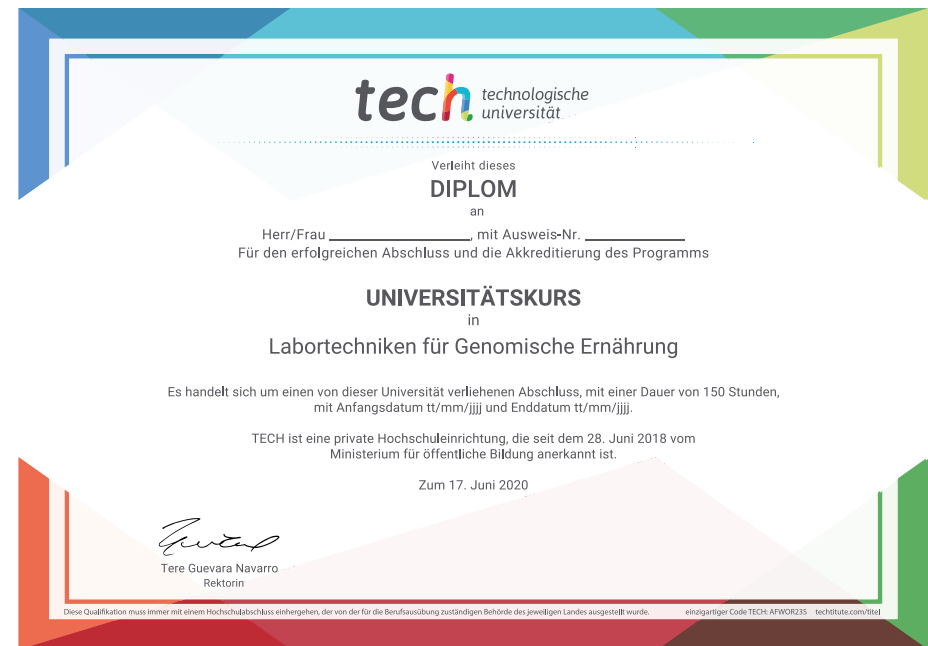 tech technologische
universität
Verleiht dieses
DIPLOM
an
Herr/Frau ____________________, mit Ausweis-Nr. ______________
Für den erfolgreichen Abschluss und die Akkreditierung des Programms
UNIVERSITÄTSKURS
in
Labortechniken für Genomische Ernährung
Es handelt sich um einen von dieser Universität verliehenen Abschluss, mit einer Dauer von 150 Stunden,
mit Anfangsdatum tt/mm/jjjj und Enddatum tt/mm/jjjj.
TECH ist eine private Hochschuleinrichtung, die seit dem 28. Juni 2018 vom
Ministerium für öffentliche Bildung anerkannt ist.
Zum 17. Juni 2020
Tere Guevara Navarro
Rektorin
Diese Qualifikation muss immer mit einem Hochschulabschluss einhergehen, der von der für die Berufsausübung zuständigen Behörde des jeweiligen Landes ausgestellt wurde. einzigartiger Code TECH: AFWOR23S techtitute.com/titel